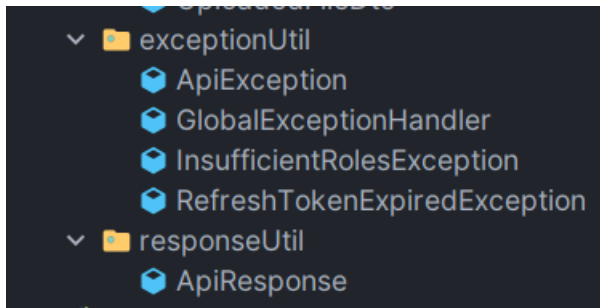 exceptionUtil
ApiException
GlobalExceptionHandler
InsufficientRolesException
RefreshTokenExpiredException
responseUtil
ApiResponse